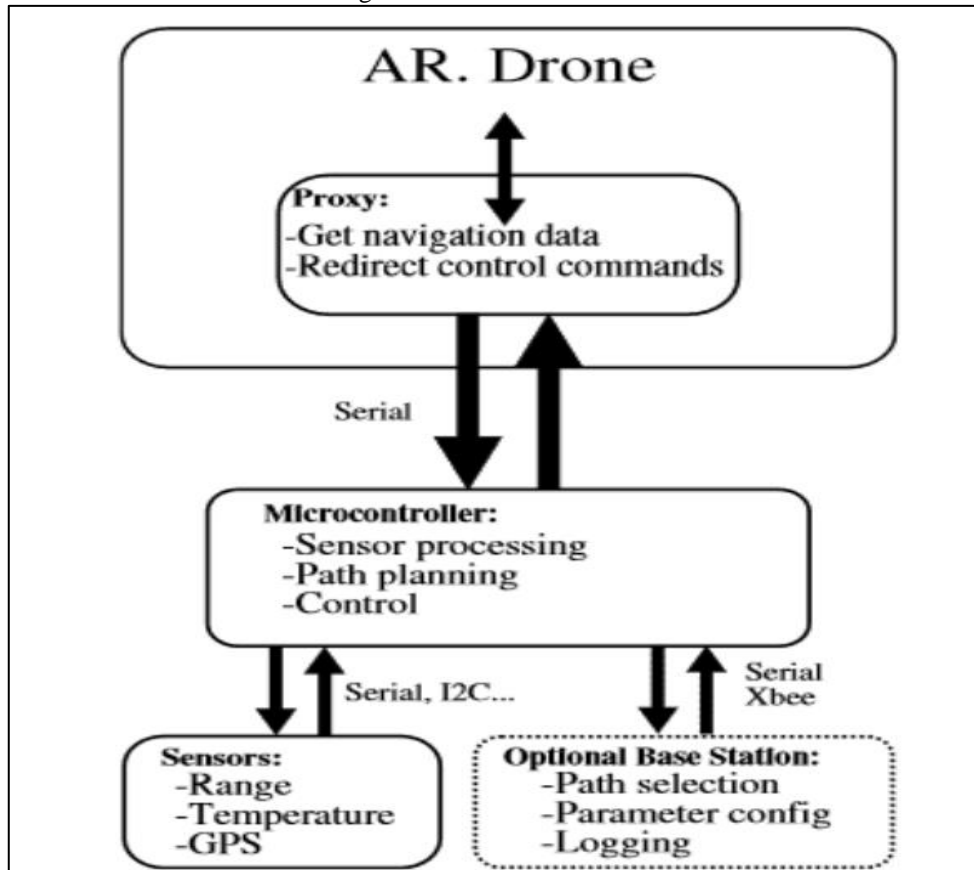 AR. Drone
Proxy:
-Get navigation data
-Redirect control commands
Serial
Microcontroller:
-Sensor processing
-Path planning
-Control
Serial, I2C...
Serial
Xbee
Sensors:
-Range
-Temperature
-GPS
Optional Base Station:
-Path selection
-Parameter config
-Logging